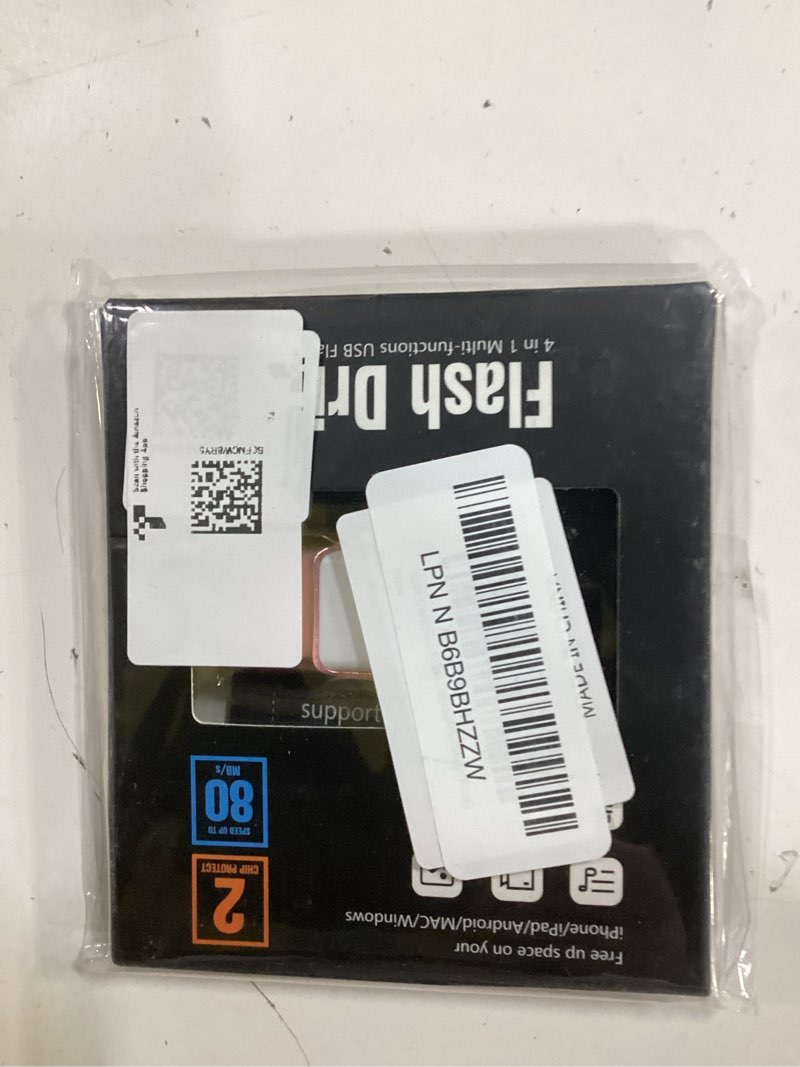 4 in 1 Multi-functions USB Fla
Flash Dri
Scan with the Amazon
Shopping App
74
LPN N B6B9BHZZW
MADE IN CHINA
support
SPEED UP TO
80
MB/s
CHIP PROTECT
2
Free up space on your
iPhone/iPad/Android/MAC/Windows